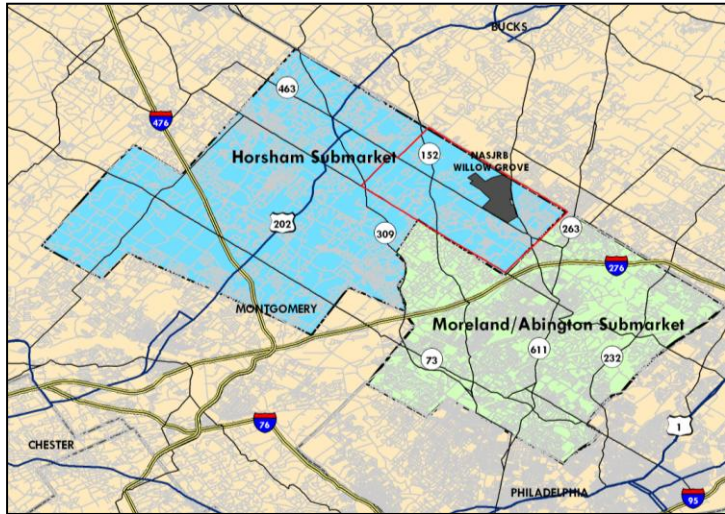 BUCKS
463
476
Horsham Submarket
152
NASJRB
WILLOW GROVE
202
309
263
276
MONTGOMERY
Moreland/Abington Submarket
73
611
232
76
1
CHESTER
PHILADELPHIA
95